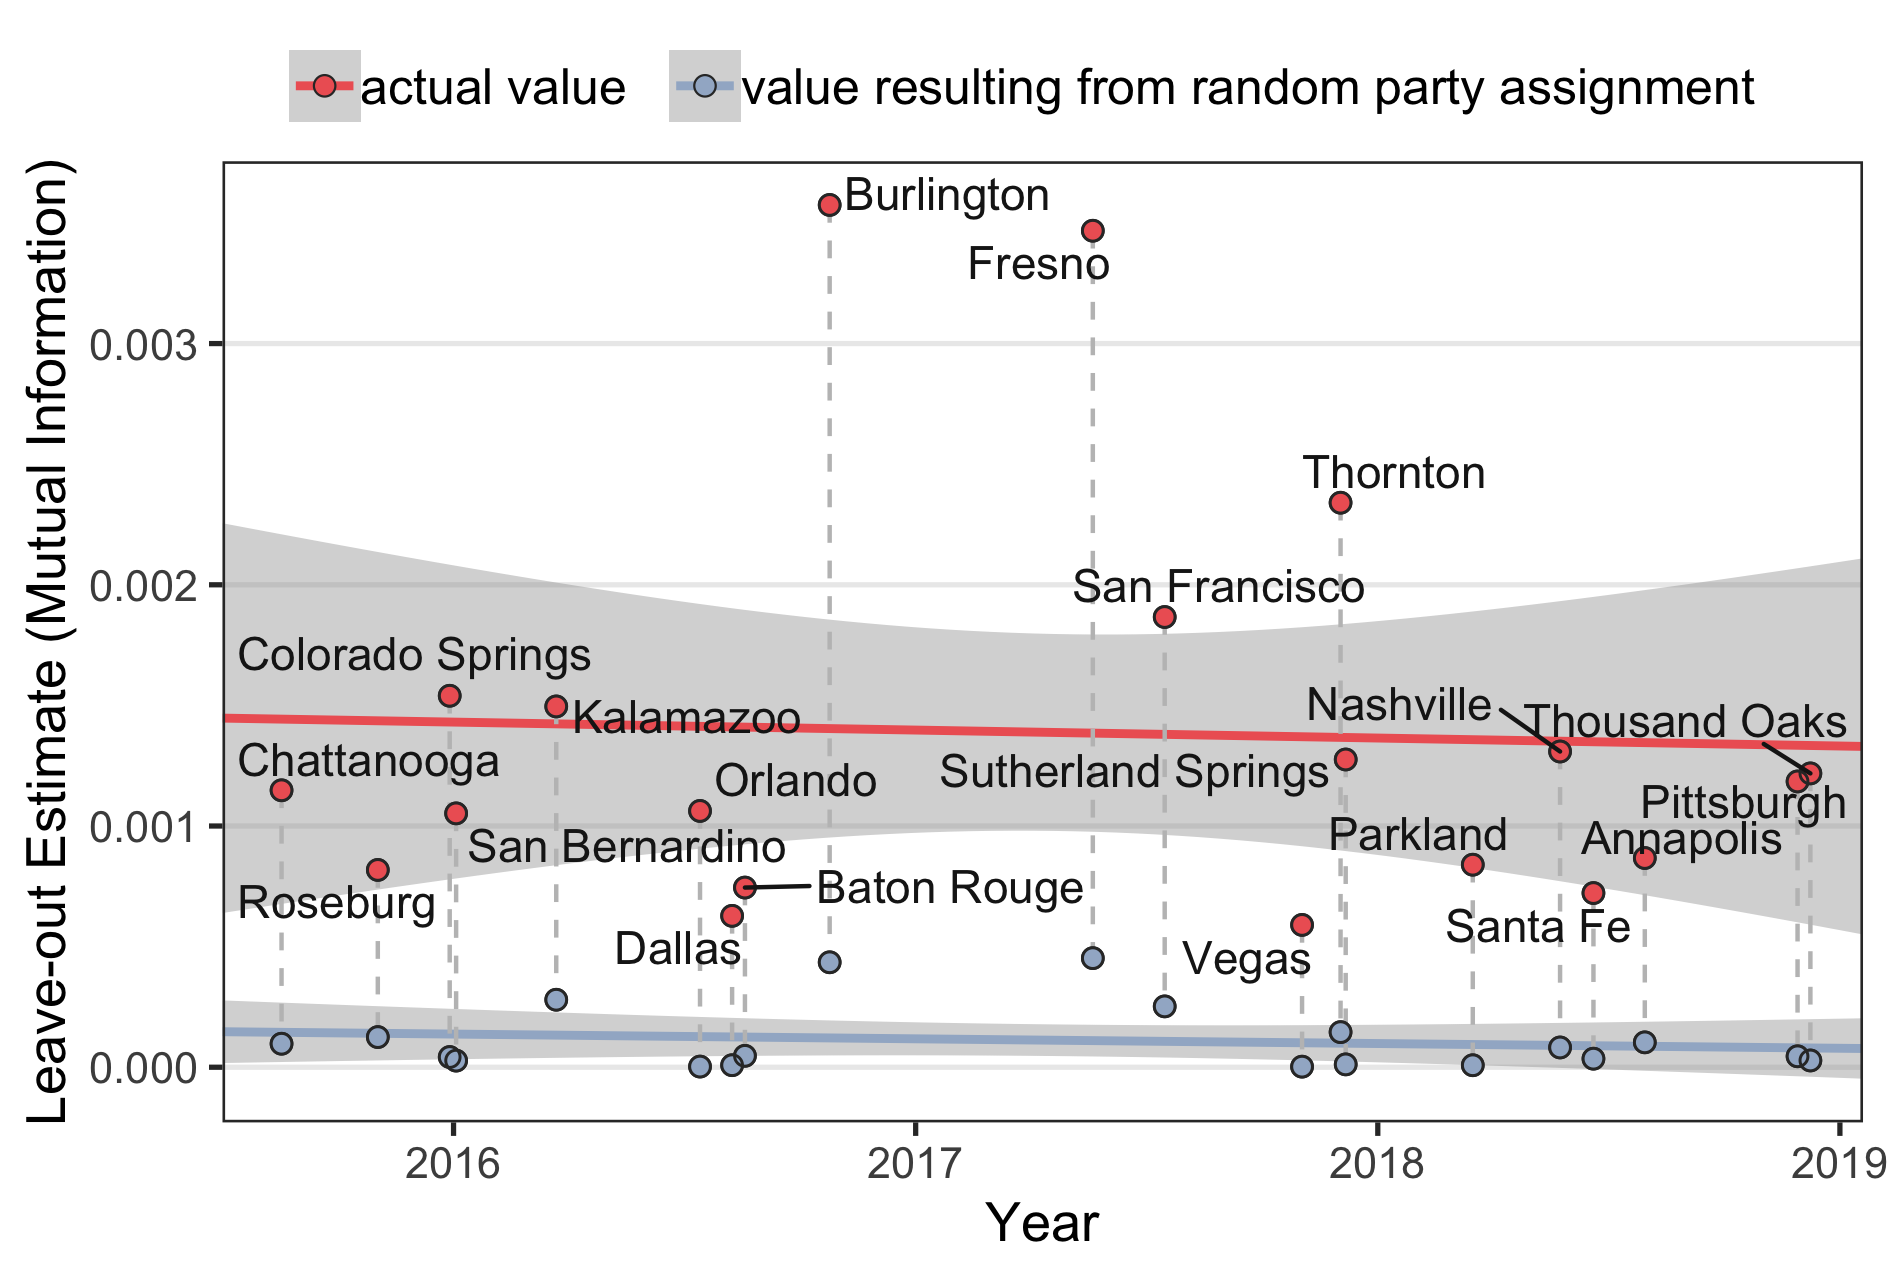 actual value
value resulting from random party assignment
Leave-out Estimate (Mutual Information)
0.003
0.002
0.001
0.000
Burlington
Fresno
Thornton
San Francisco
Colorado Springs
Kalamazoo
Nashville
Thousand Oaks
Chattanooga
Orlando
Sutherland Springs
Pittsburgh
San Bernardino
Parkland
Annapolis
Roseburg
Baton Rouge
Dallas
Vegas
Santa Fe
2016
2017
2018
2019
Year